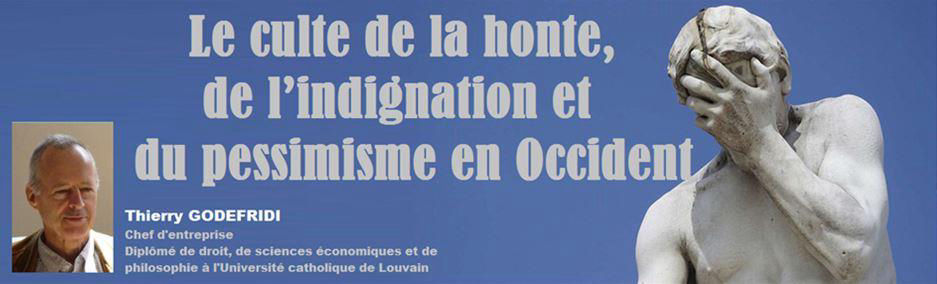 Le culte de la honte,
de l'indignation et
du pessimisme en Occident
Thierry GODEFRIDI
Chef d'entreprise
Diplômé de droit, de sciences économiques et de
philosophie à l'Université catholique de Louvain